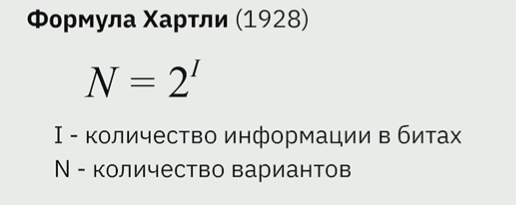 Формула Хартли (1928)
N = 2^I
I - количество информации в битах
N - количество вариантов